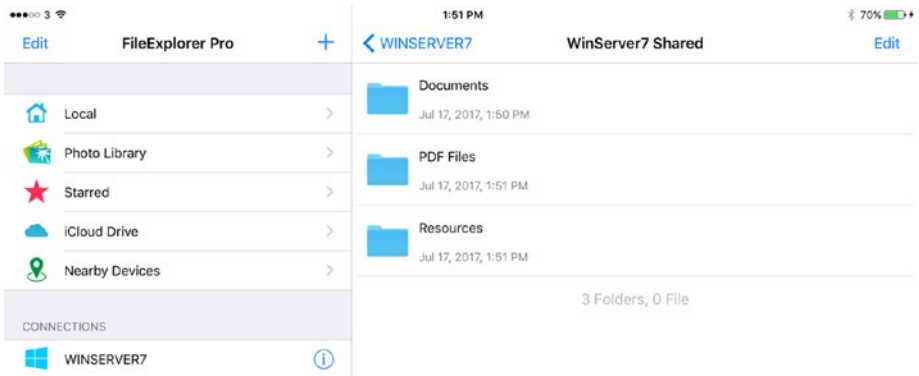 3 1:51 PM 70%
Edit FileExplorer Pro + WINSERVER7 WinServer7 Shared Edit
Local
Photo Library
Starred
iCloud Drive
Nearby Devices
CONNECTIONS
WINSERVER7
Documents
Jul 17, 2017, 1:50 PM
PDF Files
Jul 17, 2017, 1:51 PM
Resources
Jul 17, 2017, 1:51 PM
3 Folders, 0 File